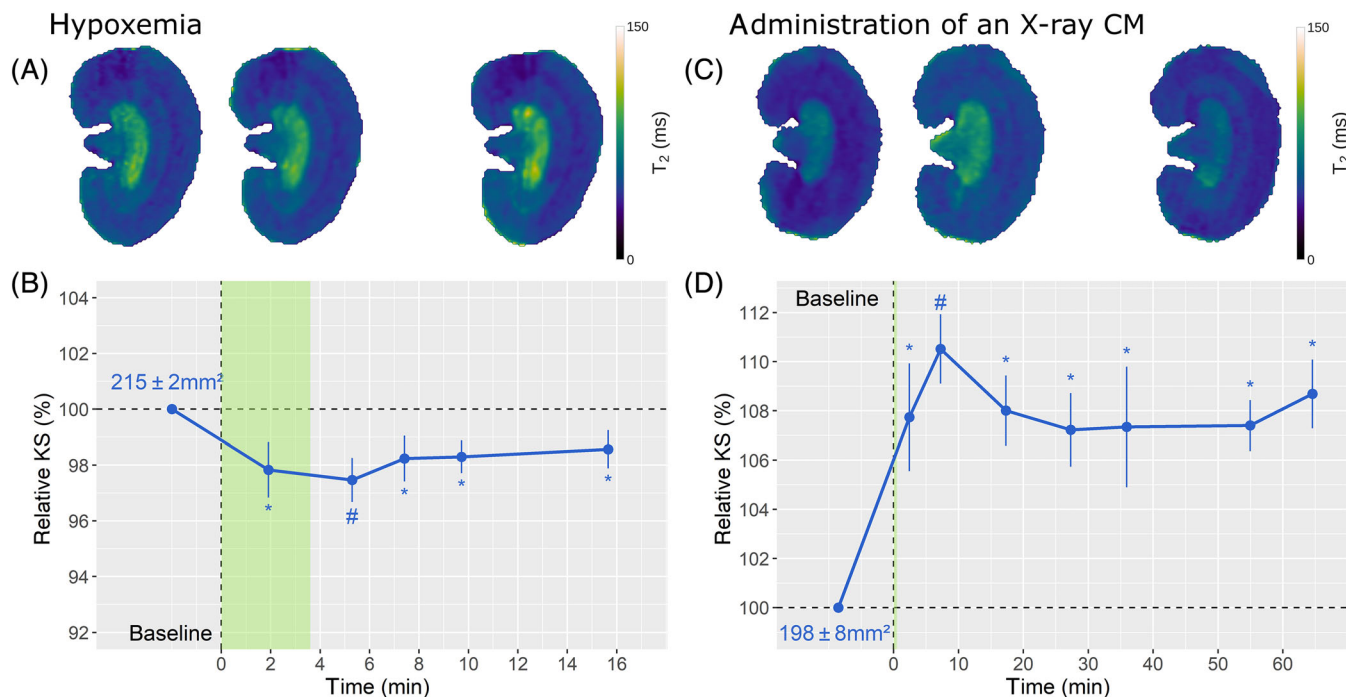 Hypoxemia
Administration of an X-ray CM
(A)
150
T2 (ms)
0
(C)
150
T2 (ms)
0
(B)
104
102
100
98
96
94
92
Relative KS (%)
215 ± 2mm²
*
#
*
*
*
Baseline
0 2 4 6 8 10 12 14 16
Time (min)
(D)
112
110
108
106
104
102
100
Relative KS (%)
Baseline
*
#
*
*
*
*
*
198 ± 8mm²
0 10 20 30 40 50 60
Time (min)